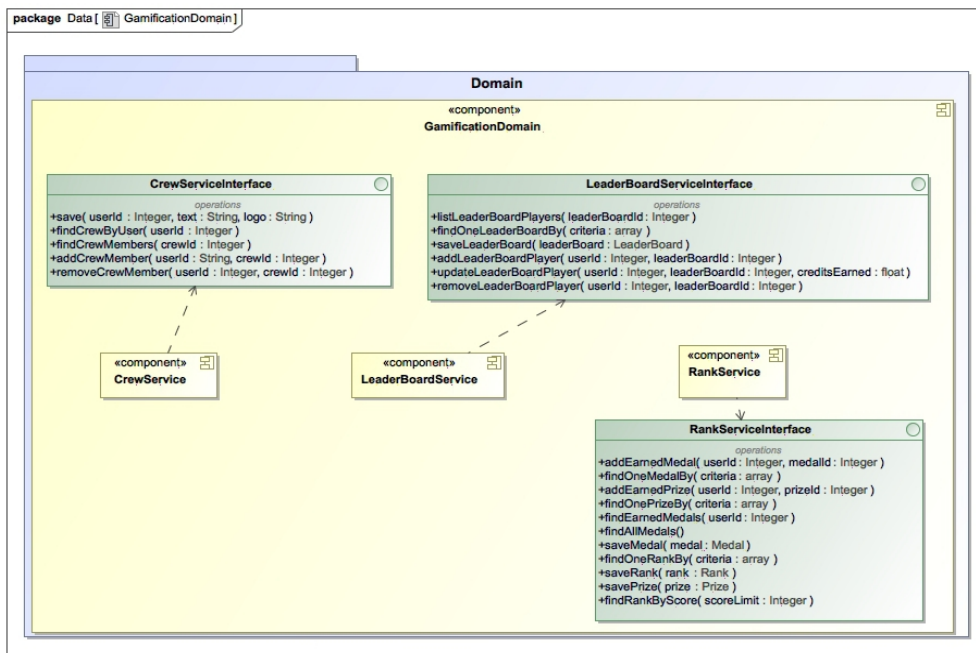 package Data [ GamificationDomain ]
Domain
«component»
GamificationDomain
CrewServiceInterface
operations
+save( userId : Integer, text : String, logo : String )
+findCrewByUser( userId : Integer )
+findCrewMembers( crewId : Integer )
+addCrewMember( userId : String, crewId : Integer )
+removeCrewMember( userId : Integer, crewId : Integer )
LeaderBoardServiceInterface
operations
+listLeaderBoardPlayers( leaderBoardId : Integer )
+findOneLeaderBoardBy( criteria : array )
+saveLeaderBoard( leaderBoard : LeaderBoard )
+addLeaderBoardPlayer( userId : Integer, leaderBoardId : Integer )
+updateLeaderBoardPlayer( userId : Integer, leaderBoardId : Integer, creditsEarned : float )
+removeLeaderBoardPlayer( userId : Integer, leaderBoardId : Integer )
«component»
CrewService
«component»
LeaderBoardService
«component»
RankService
RankServiceInterface
operations
+addEarnedMedal( userId : Integer, medalId : Integer )
+findOneMedalBy( criteria : array )
+addEarnedPrize( userId : Integer, prizeId : Integer )
+findOnePrizeBy( criteria : array )
+findEarnedMedals( userId : Integer )
+findAllMedals()
+saveMedal( medal : Medal )
+findOneRankBy( criteria : array )
+saveRank( rank : Rank )
+savePrize( prize : Prize )
+findRankByScore( scoreLimit : Integer )